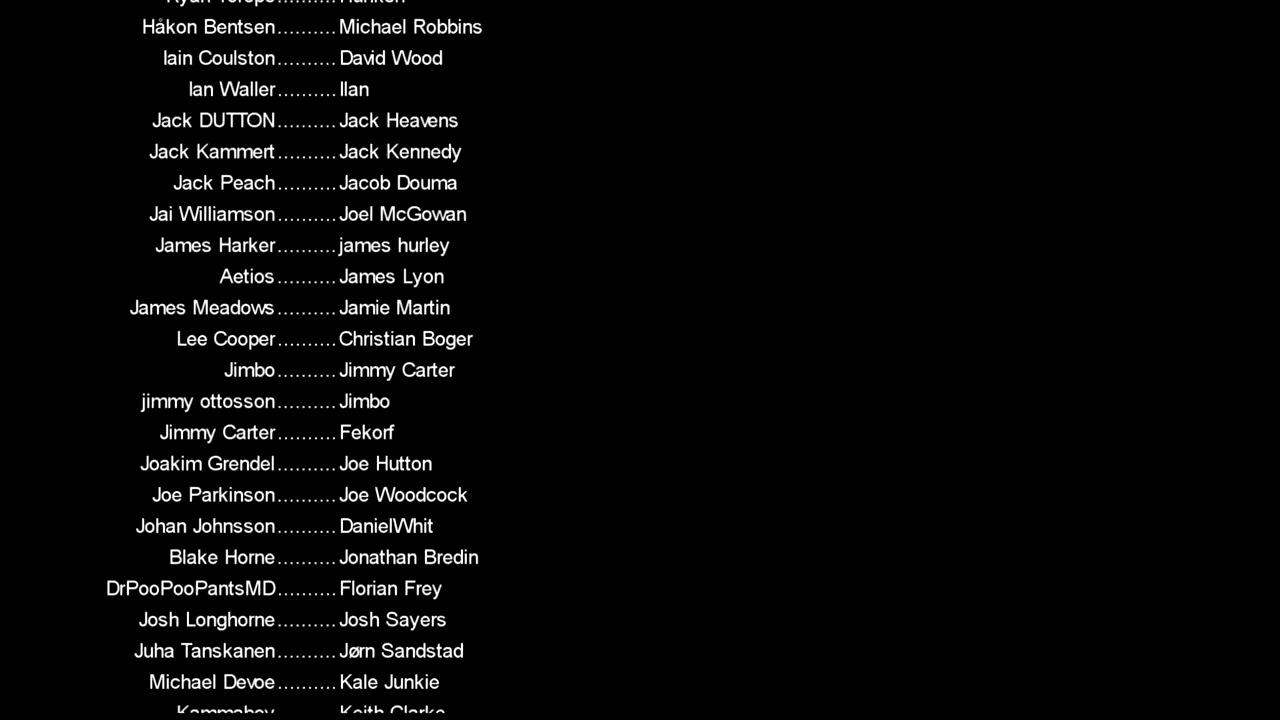 Håkon Bentsen..........Michael Robbins
Iain Coulston..........David Wood
Ian Waller..........Ilan
Jack DUTTON..........Jack Heavens
Jack Kammert..........Jack Kennedy
Jack Peach..........Jacob Douma
Jai Williamson..........Joel McGowan
James Harker..........james hurley
Aetios..........James Lyon
James Meadows..........Jamie Martin
Lee Cooper..........Christian Boger
Jimbo..........Jimmy Carter
jimmy ottosson..........Jimbo
Jimmy Carter..........Fekorf
Joakim Grendel..........Joe Hutton
Joe Parkinson..........Joe Woodcock
Johan Johnsson..........DanielWhit
Blake Horne..........Jonathan Bredin
DrPooPooPantsMD..........Florian Frey
Josh Longhorne..........Josh Sayers
Juha Tanskanen..........Jørn Sandstad
Michael Devoe..........Kale Junkie
Keith Clarke